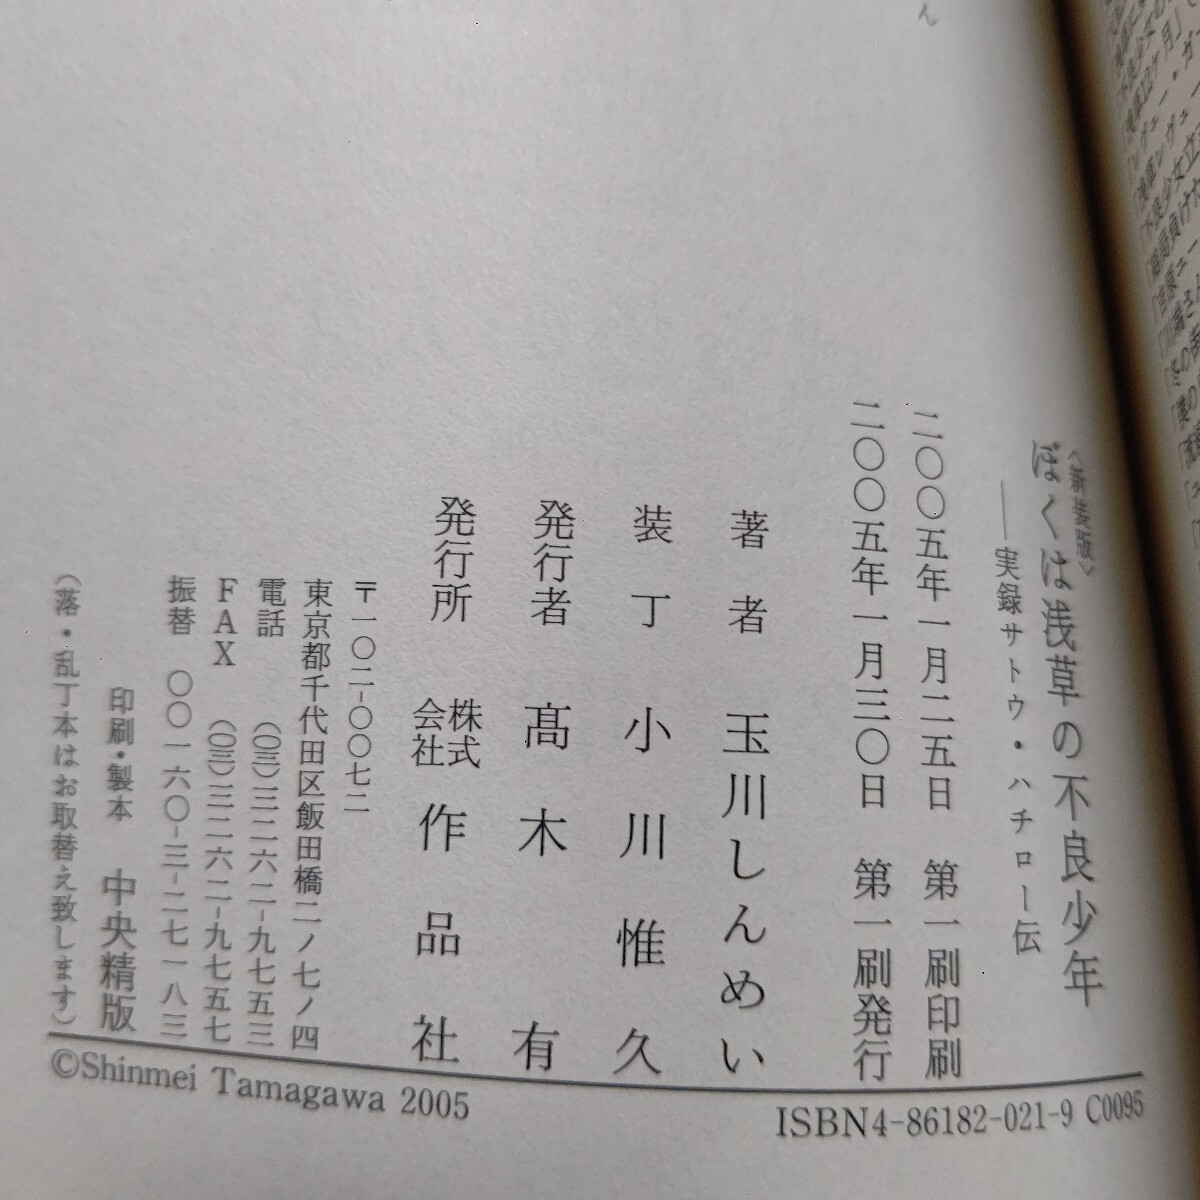 〈新装版〉
ぼくは浅草の不良少年
――実録サトウ・ハチロー伝
二〇〇五年一月二五日 第一刷印刷
二〇〇五年一月三〇日 第一刷発行
著者 玉川しんめい
装丁 小川惟久
発行者 髙木有
発行所 株式会社 作品社
〒一〇二-〇〇七二
東京都千代田区飯田橋二ノ七ノ四
電話 (〇三)三二六二-九七五三
FAX (〇三)三二六二-九七五七
振替 〇〇一六〇-三-二七一八三
印刷・製本 中央精版
(落・乱丁本はお取替え致します)
©Shinmei Tamagawa 2005
ISBN4-86182-021-9 C0095